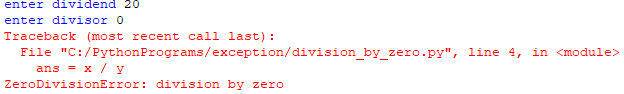 enter dividend 20
enter divisor 0
Traceback (most recent call last):
  File "C:/PythonPrograms/exception/division_by_zero.py", line 4, in <module>
    ans = x / y
ZeroDivisionError: division by zero